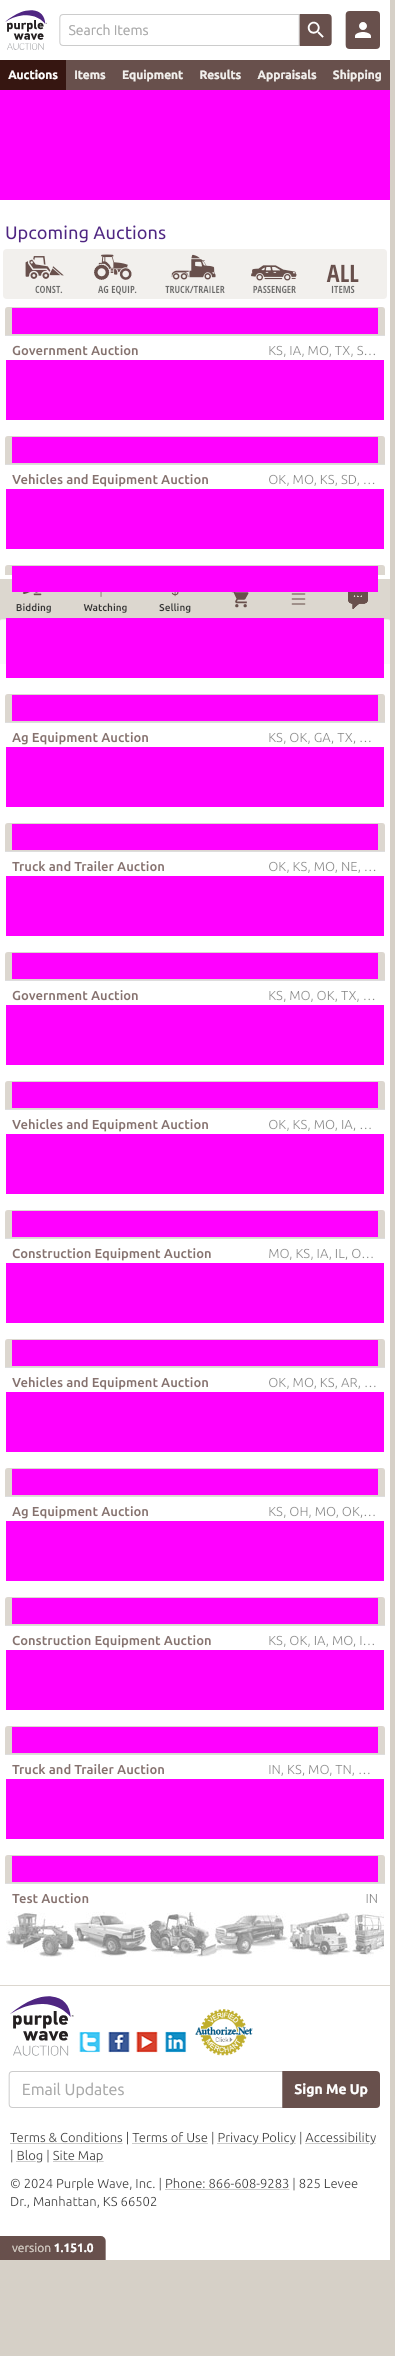 purple
wave
AUCTION
Search Items
Auctions Items Equipment Results Appraisals Shipping
Upcoming Auctions
CONST. AG EQUIP. TRUCK/TRAILER PASSENGER ALL ITEMS
Government Auction KS, IA, MO, TX, S...
Vehicles and Equipment Auction OK, MO, KS, SD, ...
Bidding Watching Selling
Ag Equipment Auction KS, OK, GA, TX, ...
Truck and Trailer Auction OK, KS, MO, NE, ...
Government Auction KS, MO, OK, TX, ...
Vehicles and Equipment Auction OK, KS, MO, IA, ...
Construction Equipment Auction MO, KS, IA, IL, O...
Vehicles and Equipment Auction OK, MO, KS, AR, ...
Ag Equipment Auction KS, OH, MO, OK,...
Construction Equipment Auction KS, OK, IA, MO, I...
Truck and Trailer Auction IN, KS, MO, TN, ...
Test Auction IN
purple
wave
AUCTION
VERIFIED
Authorize.Net
Click
Email Updates Sign Me Up
Terms & Conditions | Terms of Use | Privacy Policy | Accessibility
| Blog | Site Map
© 2024 Purple Wave, Inc. | Phone: 866-608-9283 | 825 Levee
Dr., Manhattan, KS 66502
version 1.151.0